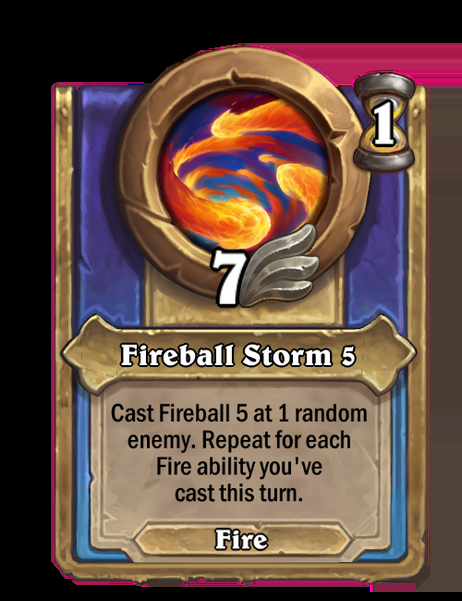 1
7
Fireball Storm 5
Cast Fireball 5 at 1 random
enemy. Repeat for each
Fire ability you've
cast this turn.
Fire